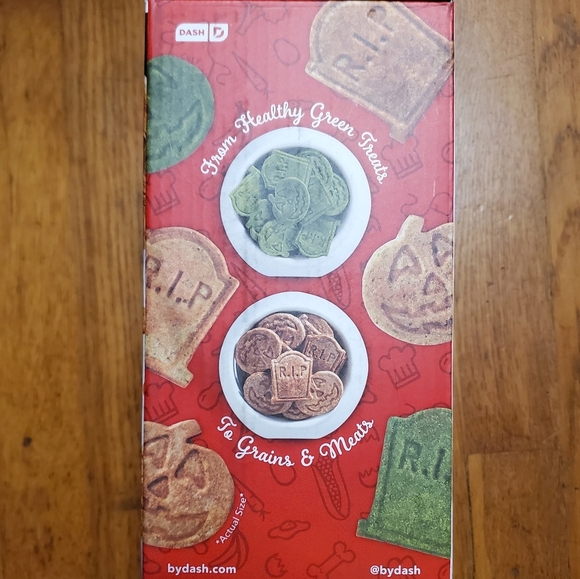 DASH
R.I.P
From Healthy Green Treats
R.I.P
R.I.P
R.I.P
To Grains & Meats
R.I.
*Actual Size*
bydash.com
@bydash